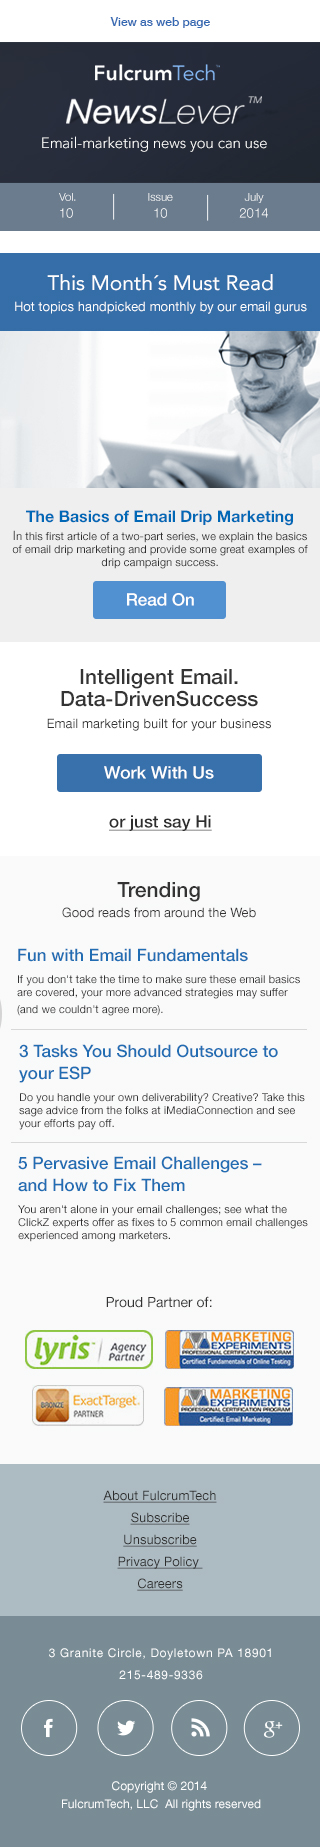 View as web page
FulcrumTech™
NewsLever™
Email-marketing news you can use
Vol. Issue July
10 10 2014
This Month´s Must Read
Hot topics handpicked monthly by our email gurus
The Basics of Email Drip Marketing
In this first article of a two-part series, we explain the basics
of email drip marketing and provide some great examples of
drip campaign success.
Read On
Intelligent Email.
Data-DrivenSuccess
Email marketing built for your business
Work With Us
or just say Hi
Trending
Good reads from around the Web
Fun with Email Fundamentals
If you don't take the time to make sure these email basics
are covered, your more advanced strategies may suffer
(and we couldn't agree more).
3 Tasks You Should Outsource to
your ESP
Do you handle your own deliverability? Creative? Take this
sage advice from the folks at iMediaConnection and see
your efforts pay off.
5 Pervasive Email Challenges –
and How to Fix Them
You aren't alone in your email challenges; see what the
ClickZ experts offer as fixes to 5 common email challenges
experienced among marketers.
Proud Partner of:
lyris™ Agency
Partner
MARKETING
EXPERIMENTS
PROFESSIONAL CERTIFICATION PROGRAM
Certified: Fundamentals of Online Testing
BRONZE ExactTarget.
PARTNER
MARKETING
EXPERIMENTS
PROFESSIONAL CERTIFICATION PROGRAM
Certified: Email Marketing
About FulcrumTech
Subscribe
Unsubscribe
Privacy Policy
Careers
3 Granite Circle, Doyletown PA 18901
215-489-9336
f g+
Copyright © 2014
FulcrumTech, LLC All rights reserved